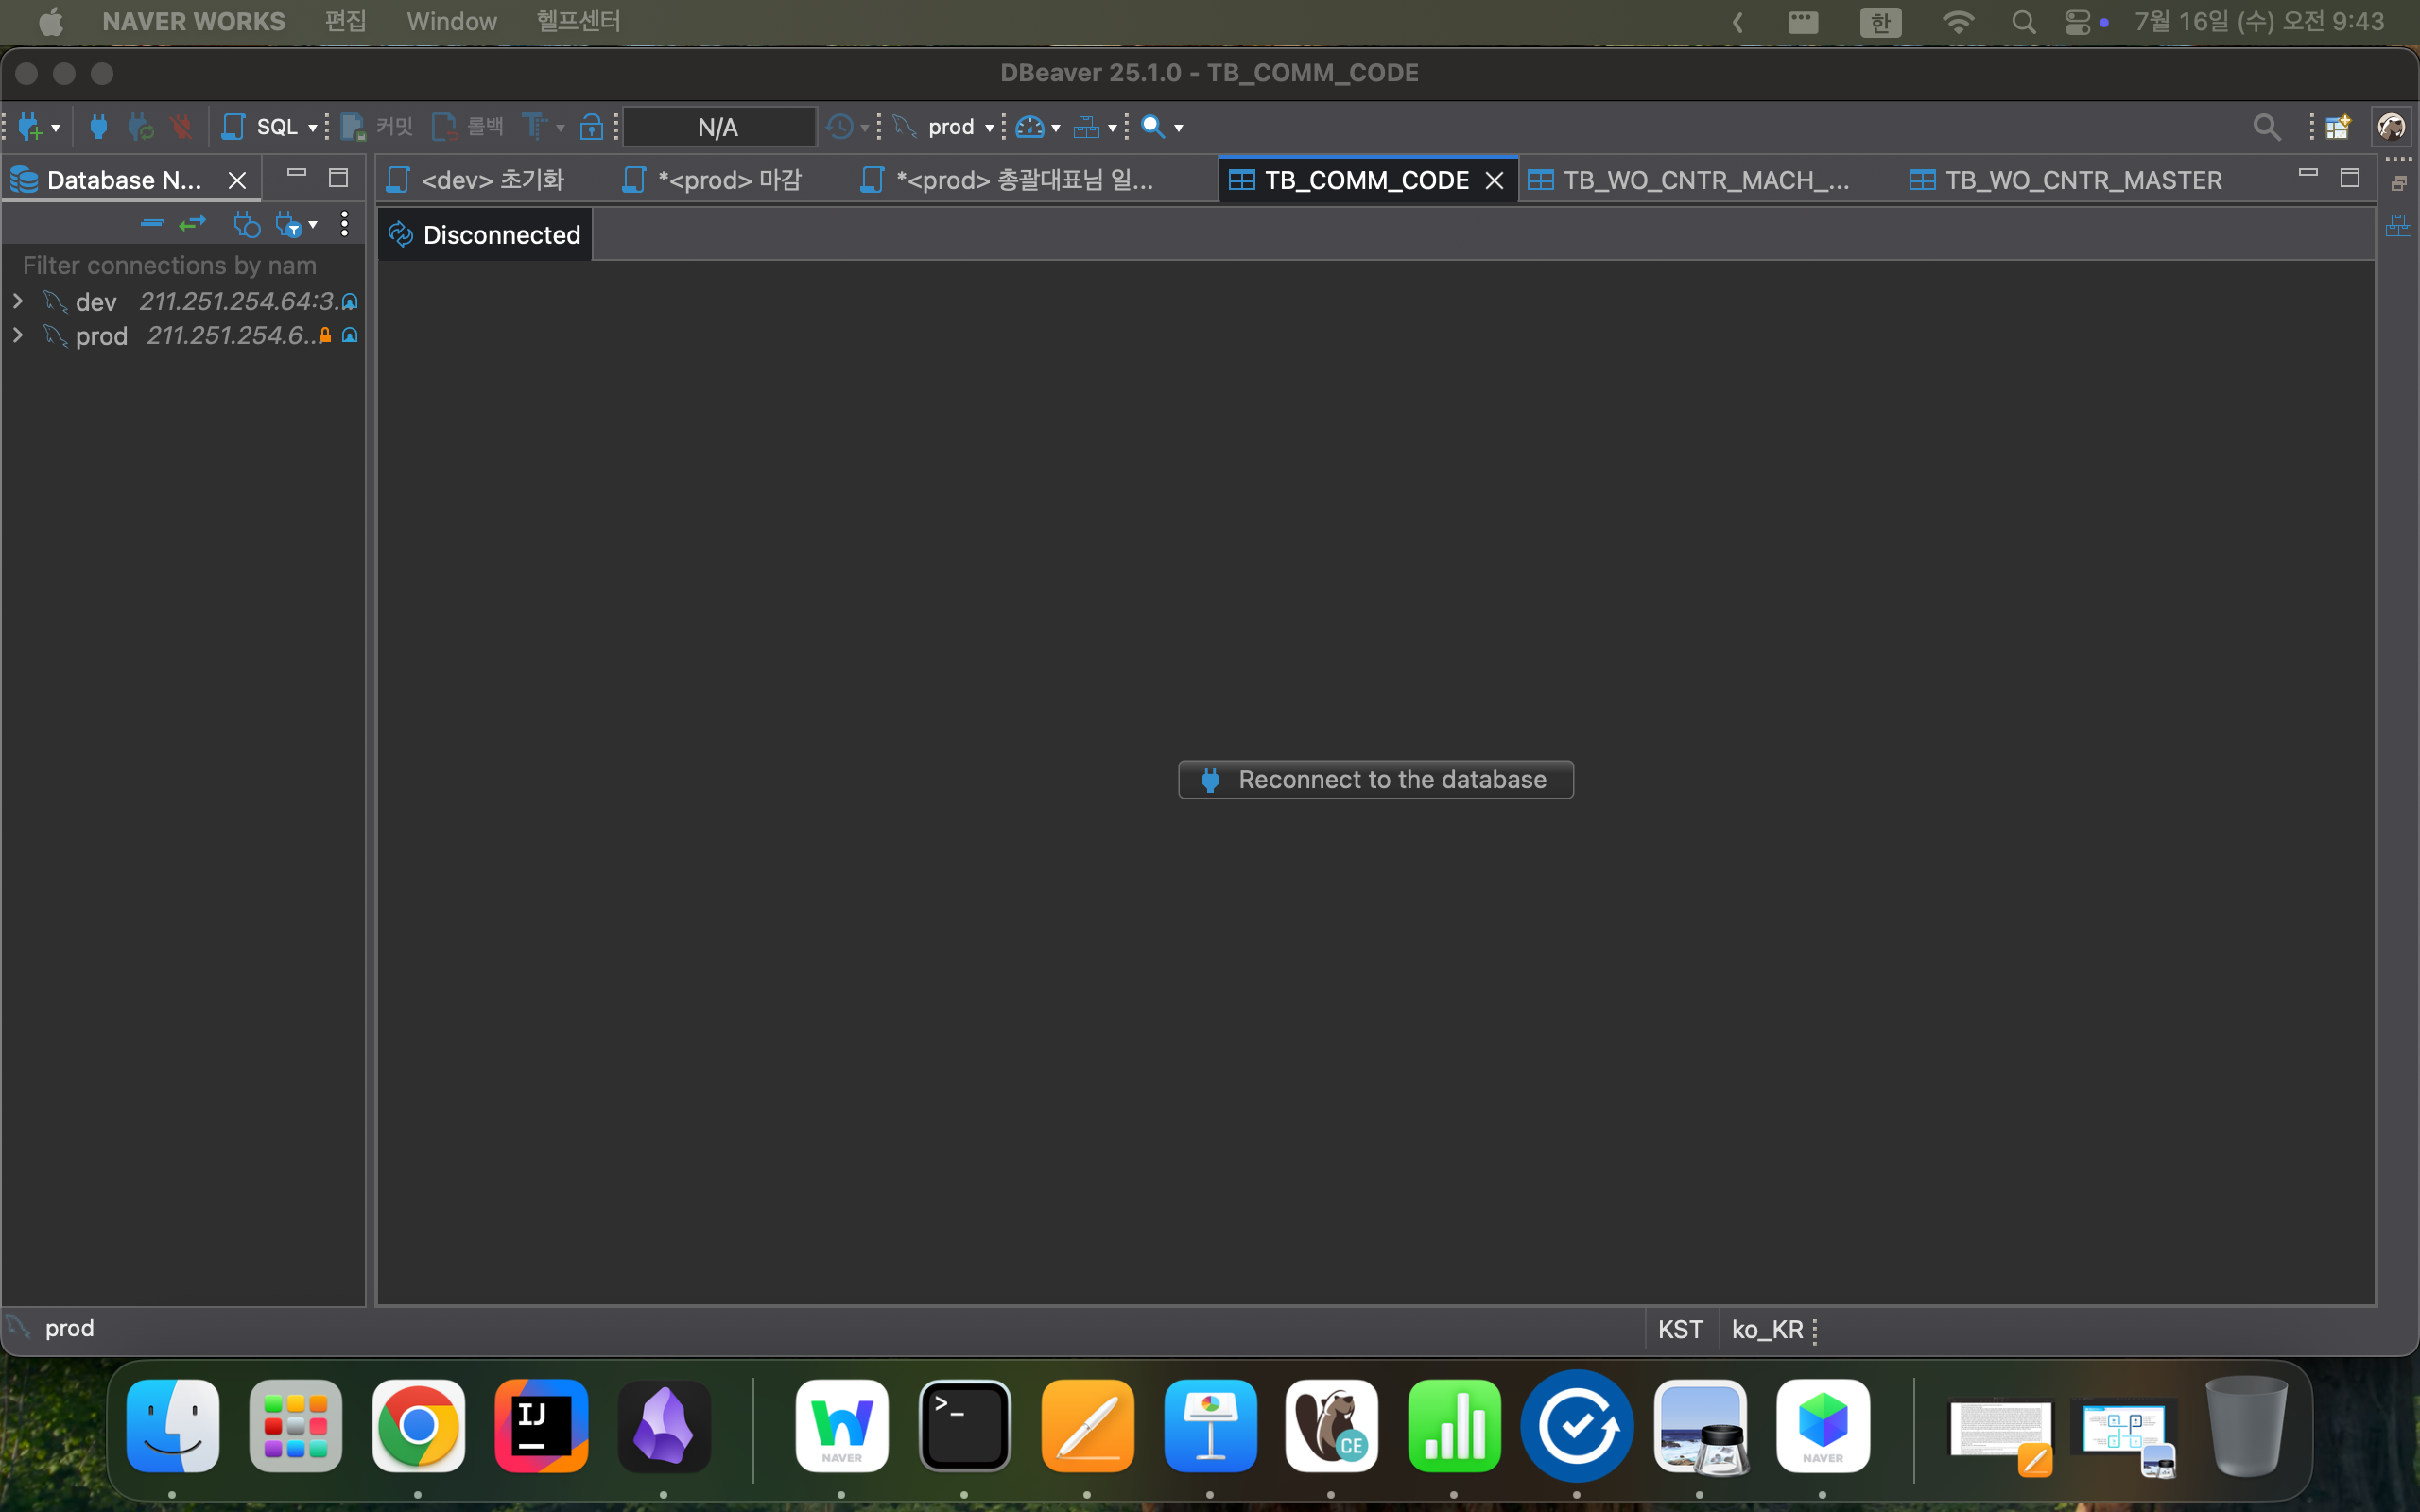 NAVER WORKS 편집 Window 헬프센터 한 7월 16일 (수) 오전 9:43
DBeaver 25.1.0 - TB_COMM_CODE
SQL 커밋 롤백 N/A prod
Database N... <dev> 초기화 *<prod> 마감 *<prod> 총괄대표님 일... TB_COMM_CODE TB_WO_CNTR_MACH_... TB_WO_CNTR_MASTER
Disconnected
Filter connections by nam
dev 211.251.254.64:3.
prod 211.251.254.6...
Reconnect to the database
prod KST ko_KR
IJ
NAVER
>_
CE
NAVER